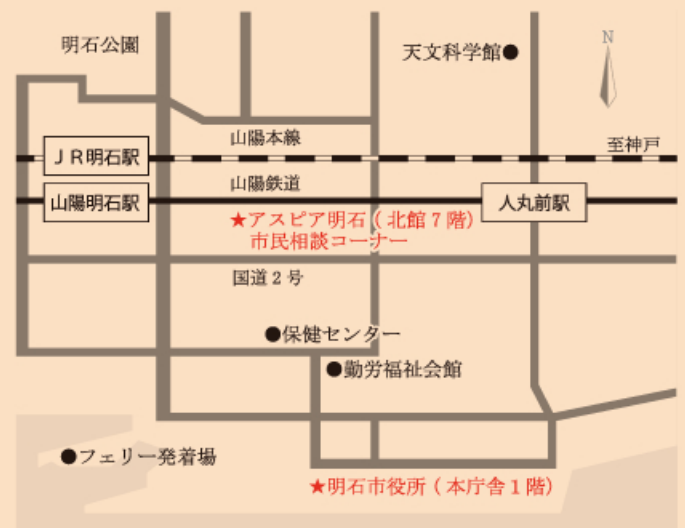 明石公園
天文科学館
N
山陽本線
至神戸
JR明石駅
山陽鉄道
山陽明石駅
人丸前駅
★アスピア明石(北館7階)
市民相談コーナー
国道2号
●保健センター
●勤労福祉会館
●フェリー発着場
★明石市役所(本庁舎1階)